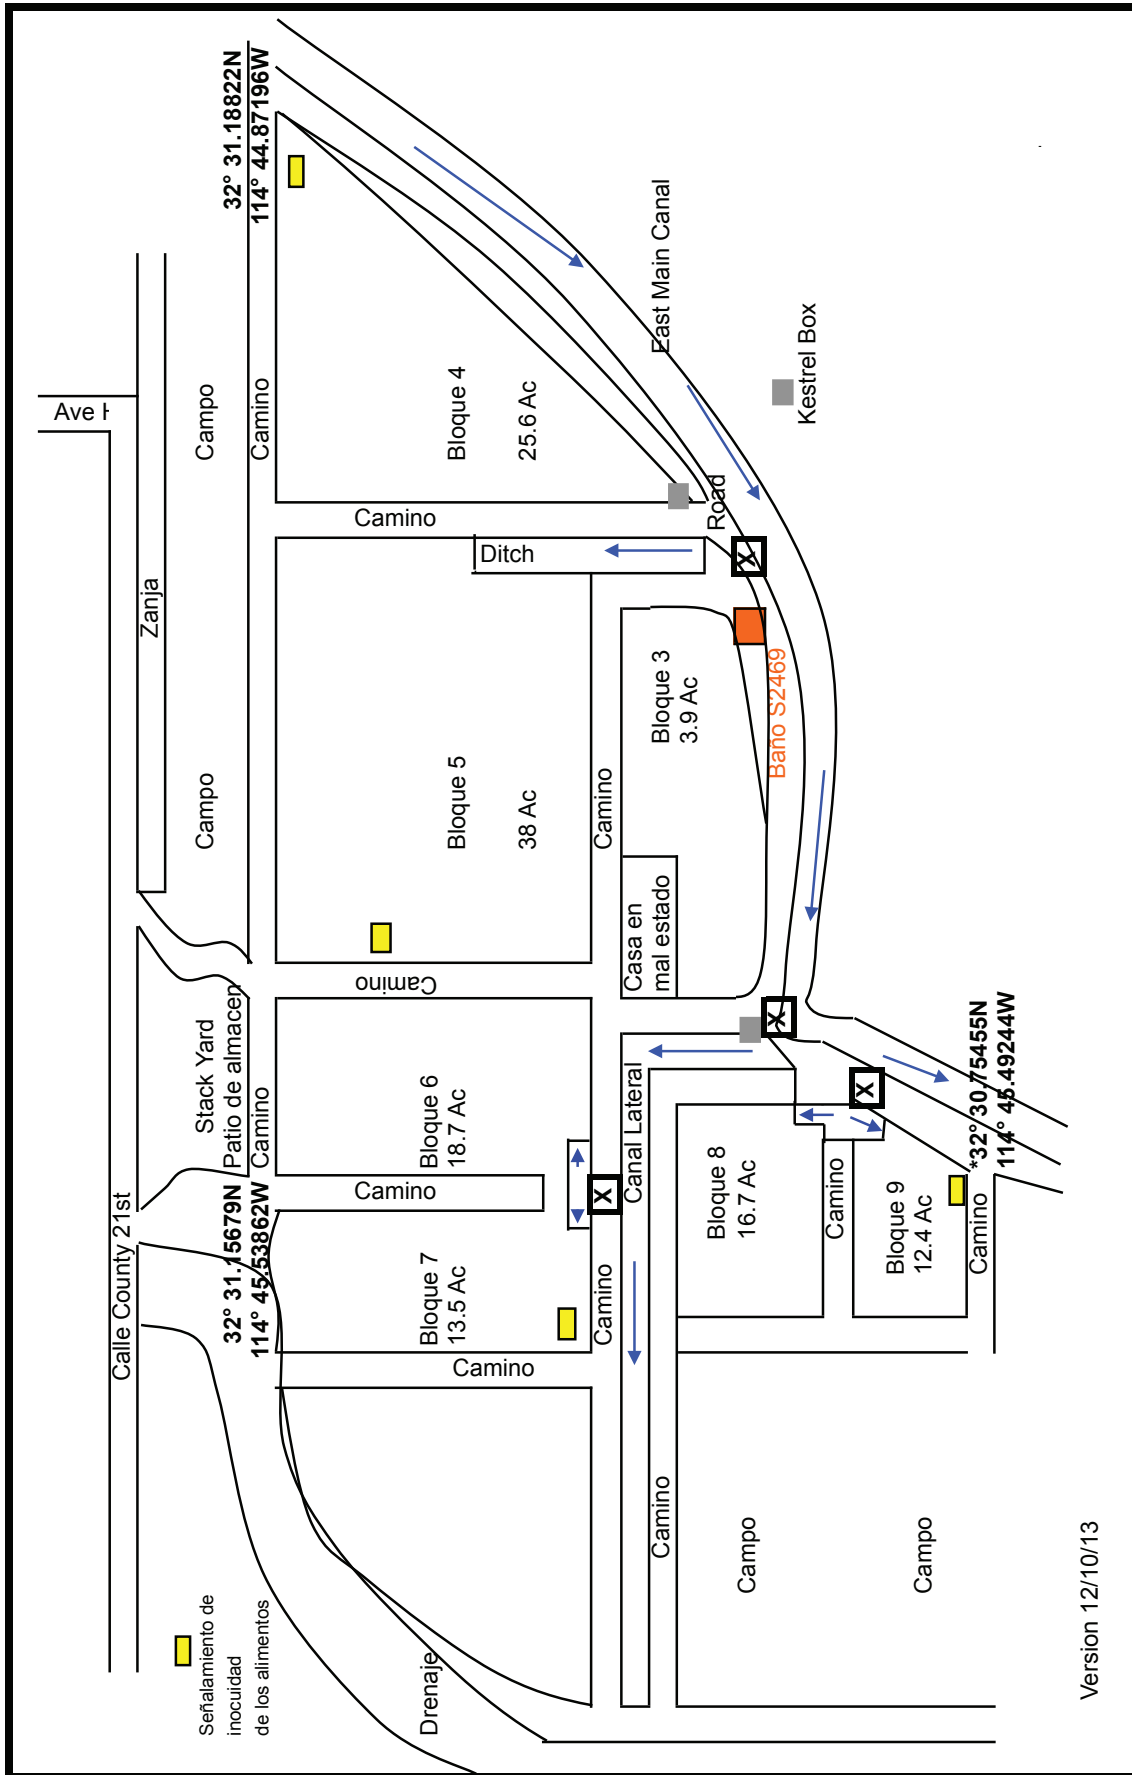 Calle County 21st
Zanja
Ave H
Señalamiento de
inocuidad
de los alimentos
Stack Yard
Patio de almacen
Campo
Campo
32° 31.15679N
114° 45.53862W
32° 31.18822N
114° 44.87196W
Camino
Camino
Drenaje
Camino
Bloque 7
13.5 Ac
Camino
Bloque 6
18.7 Ac
Camino
Bloque 5
38 Ac
Ditch
Camino
Bloque 4
25.6 Ac
Camino
X
Canal Lateral
Casa en
mal estado
Camino
Bloque 3
3.9 Ac
East Main Canal
Camino
Campo
Bloque 8
16.7 Ac
X
Baño S2469
X
Road
Kestrel Box
Camino
X
Campo
Bloque 9
12.4 Ac
Camino
*32° 30.75455N
114° 45.49244W
Version 12/10/13